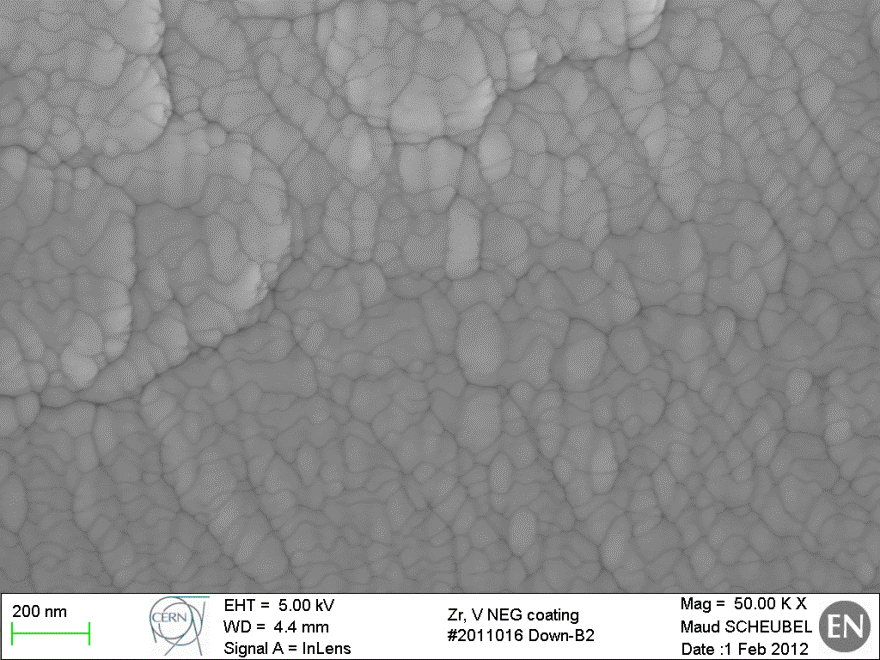 200 nm
CERN
EHT = 5.00 kV
WD = 4.4 mm
Signal A = InLens
Zr, V NEG coating
#2011016 Down-B2
Mag = 50.00 K X
Maud SCHEUBEL
Date :1 Feb 2012
EN